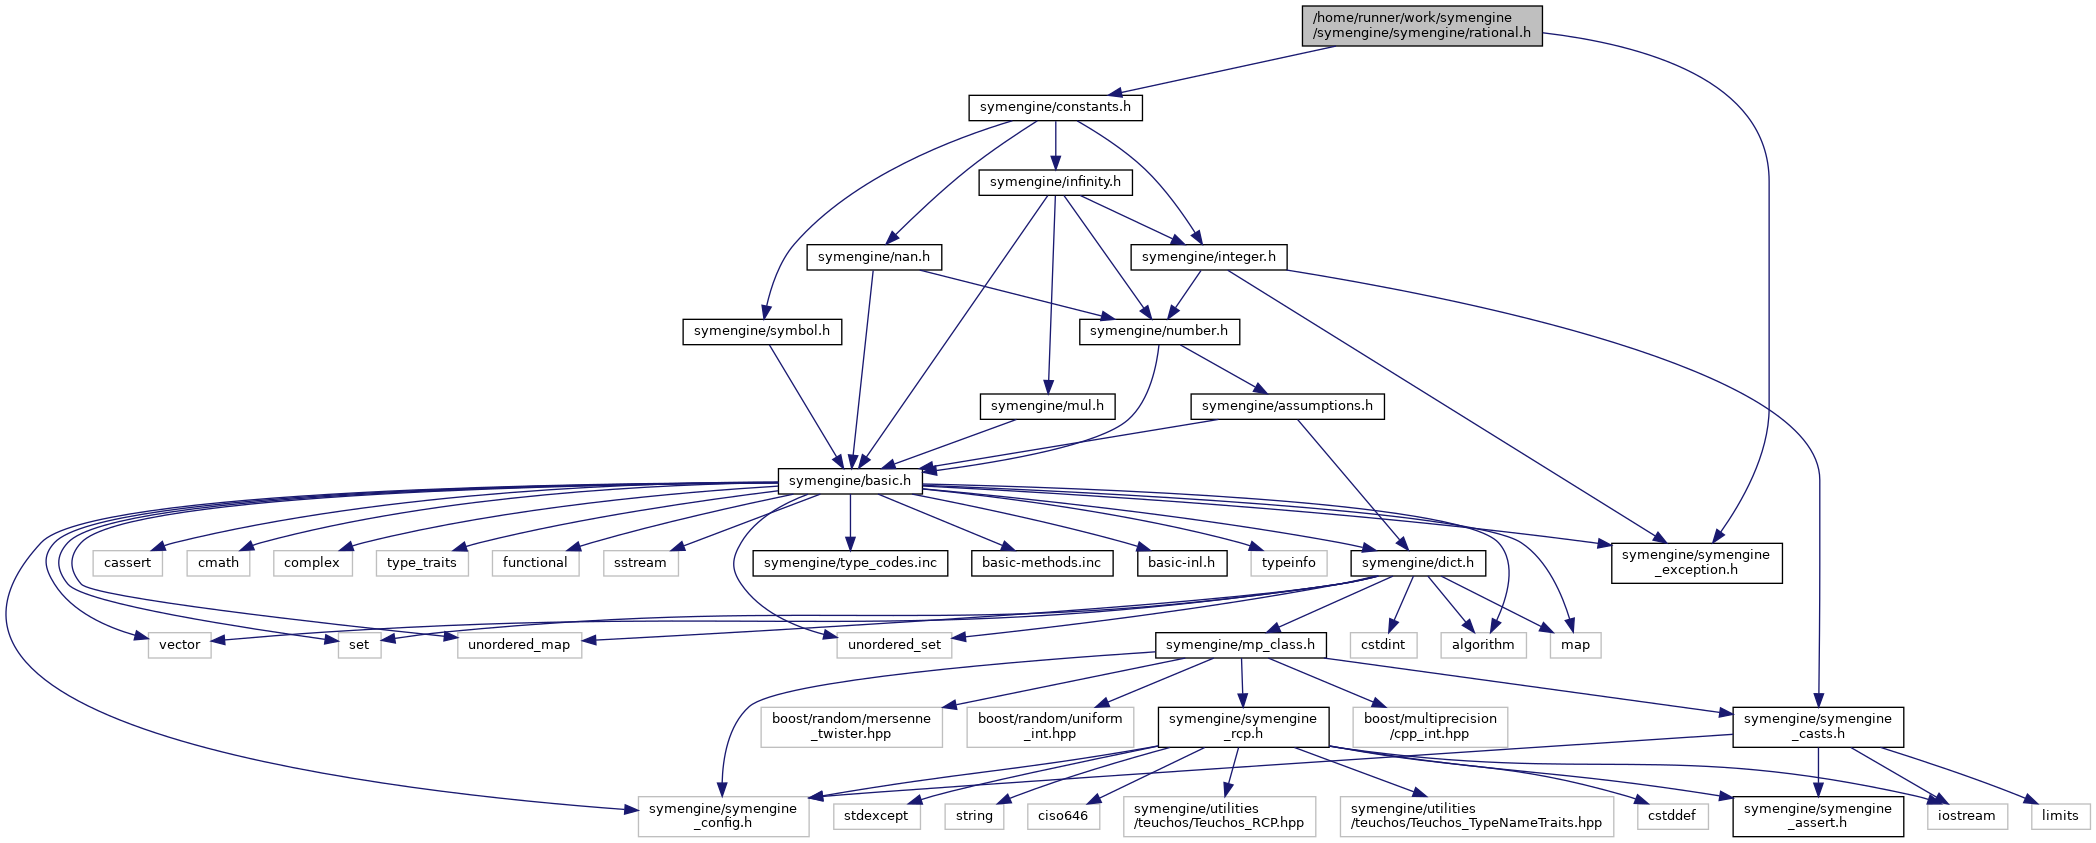 /home/runner/work/symengine
/symengine/symengine/rational.h
symengine/constants.h
symengine/infinity.h
symengine/nan.h
symengine/integer.h
symengine/symbol.h
symengine/number.h
symengine/mul.h
symengine/assumptions.h
symengine/basic.h
cassert
cmath
complex
type_traits
functional
sstream
symengine/type_codes.inc
basic-methods.inc
basic-inl.h
typeinfo
symengine/dict.h
symengine/symengine
_exception.h
vector
set
unordered_map
unordered_set
symengine/mp_class.h
cstdint
algorithm
map
boost/random/mersenne
_twister.hpp
boost/random/uniform
_int.hpp
symengine/symengine
_rcp.h
boost/multiprecision
/cpp_int.hpp
symengine/symengine
_casts.h
symengine/symengine
_config.h
stdexcept
string
ciso646
symengine/utilities
/teuchos/Teuchos_RCP.hpp
symengine/utilities
/teuchos/Teuchos_TypeNameTraits.hpp
cstddef
symengine/symengine
_assert.h
iostream
limits